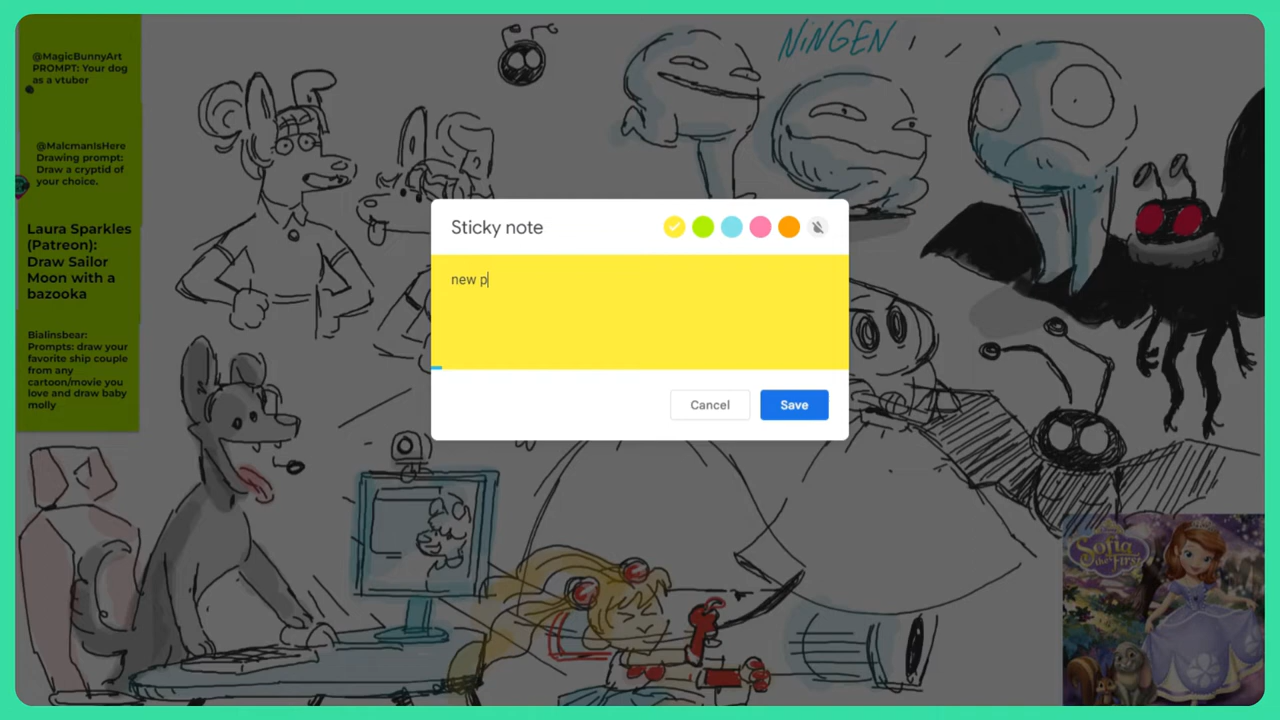 @MagicBunnyArt
PROMPT: Your dog
as a vtuber
@MalcmanIsHere
Drawing prompt:
Draw a cryptid of
your choice.
Laura Sparkles
(Patreon):
Draw Sailor
Moon with a
bazooka
Bialinsbear:
Prompts: draw your
favorite ship couple
from any
cartoon/movie you
love and draw baby
molly
NiNGEN
Sticky note
new p
Cancel
Save
Sofia
the First